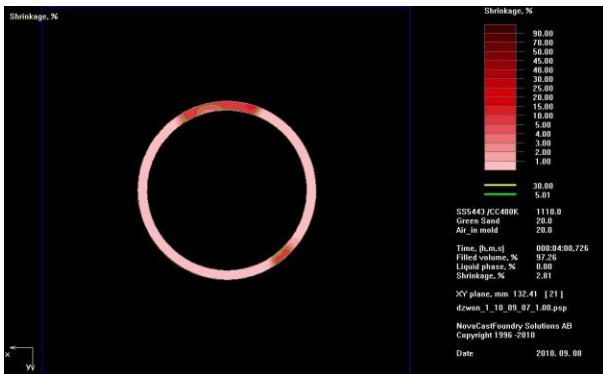 Shrinkage, %
Shrinkage, %
90.00
70.00
50.00
45.00
40.00
30.00
25.00
20.00
15.00
10.00
5.00
4.00
3.00
2.00
1.00
30.00
5.01
SS5443 /CC480K 1110.0
Green Sand 20.0
Air_in mold 20.0
Time, (h,m,s) 000:04:00,726
Filled volume, % 97.26
Liquid phase, % 0.00
Shrinkage, % 2.81
XY plane, mm 132.41 [ 21 ]
dzwon_1_10_09_07_1.00.psp
NovaCastFoundry Solutions AB
Copyright 1996 -2010
Date 2010. 09. 08
x
y